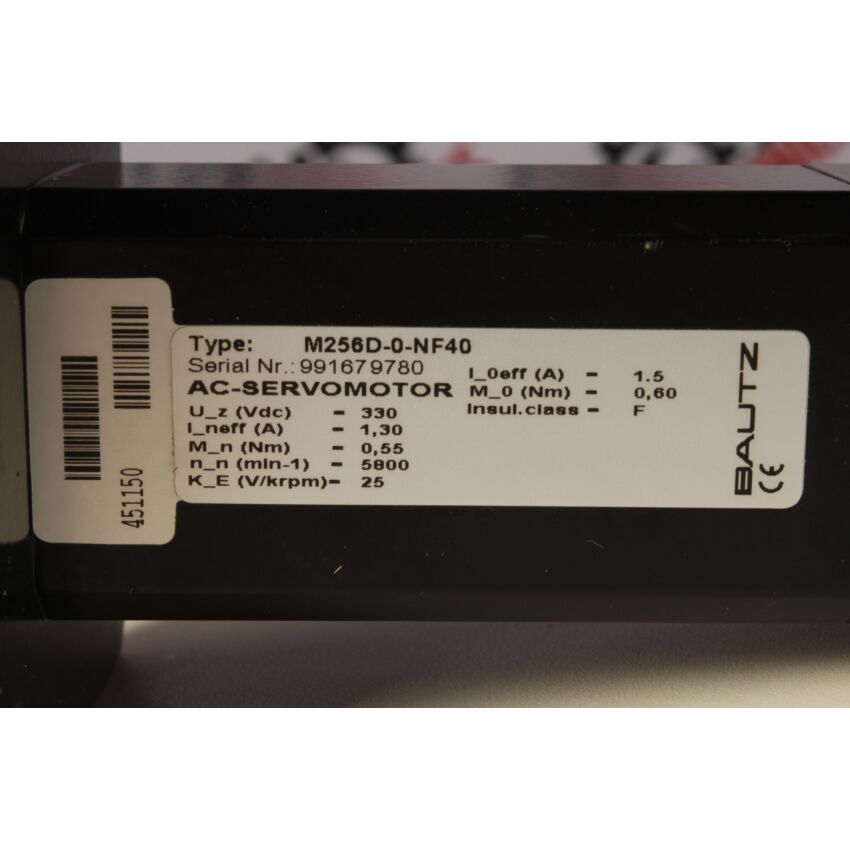 Type: M256D-0-NF40
Serial Nr.: 991679780
AC-SERVOMOTOR
U_z (Vdc) = 330
I_neff (A) = 1,30
M_n (Nm) = 0,55
n_n (min-1) = 5800
K_E (V/krpm)= 25
I_0eff (A) = 1.5
M_0 (Nm) = 0,60
Insul.class = F
BAUTZ
CE
451150